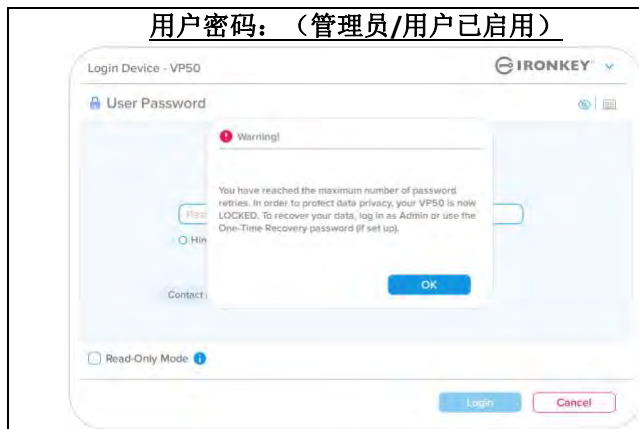 用户密码：（管理员/用户已启用）
Login Device - VP50
IRONKEY
User Password
Warning!
You have reached the maximum number of password
retries. In order to protect data privacy, your VP50 is now
LOCKED. To recover your data, log in as Admin or use the
One-Time Recovery password (if set up).
Hin
OK
Contact
Read-Only Mode
Login
Cancel